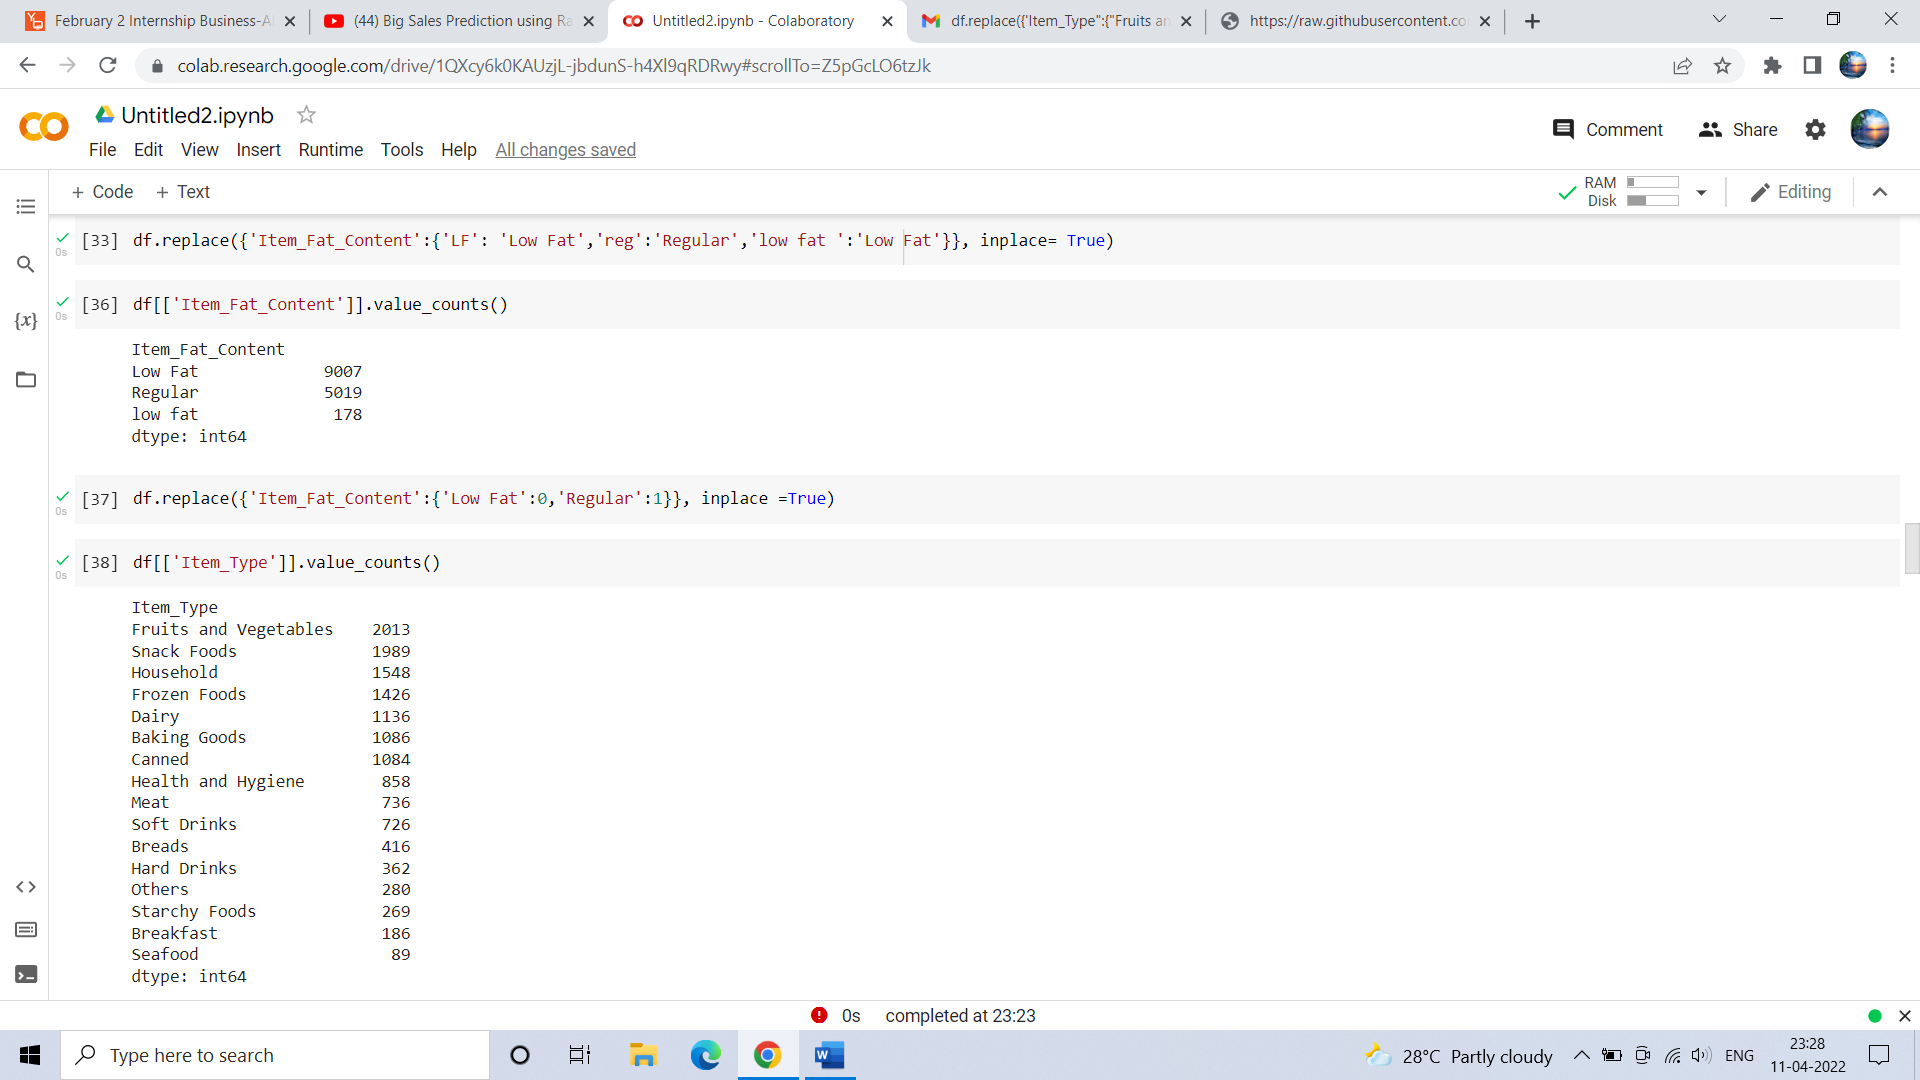 February 2 Internship Business-A
(44) Big Sales Prediction using Ra
Untitled2.ipynb - Colaboratory
df.replace({'Item_Type':{"Fruits an
https://raw.githubusercontent.co
colab.research.google.com/drive/1QXcy6k0KAUzjL-jbdunS-h4Xl9qRDRwy#scrollTo=Z5pGcLO6tzJk
Untitled2.ipynb
File Edit View Insert Runtime Tools Help All changes saved
Comment Share
+ Code + Text
RAM
Disk
Editing
[33] df.replace({'Item_Fat_Content':{'LF': 'Low Fat','reg':'Regular','low fat ':'Low Fat'}}, inplace= True)
0s
[36] df[['Item_Fat_Content']].value_counts()
0s
Item_Fat_Content
Low Fat 9007
Regular 5019
low fat 178
dtype: int64
[37] df.replace({'Item_Fat_Content':{'Low Fat':0,'Regular':1}}, inplace =True)
0s
[38] df[['Item_Type']].value_counts()
0s
Item_Type
Fruits and Vegetables 2013
Snack Foods 1989
Household 1548
Frozen Foods 1426
Dairy 1136
Baking Goods 1086
Canned 1084
Health and Hygiene 858
Meat 736
Soft Drinks 726
Breads 416
Hard Drinks 362
Others 280
Starchy Foods 269
Breakfast 186
Seafood 89
dtype: int64
0s completed at 23:23
Type here to search
28°C Partly cloudy
ENG
23:28
11-04-2022